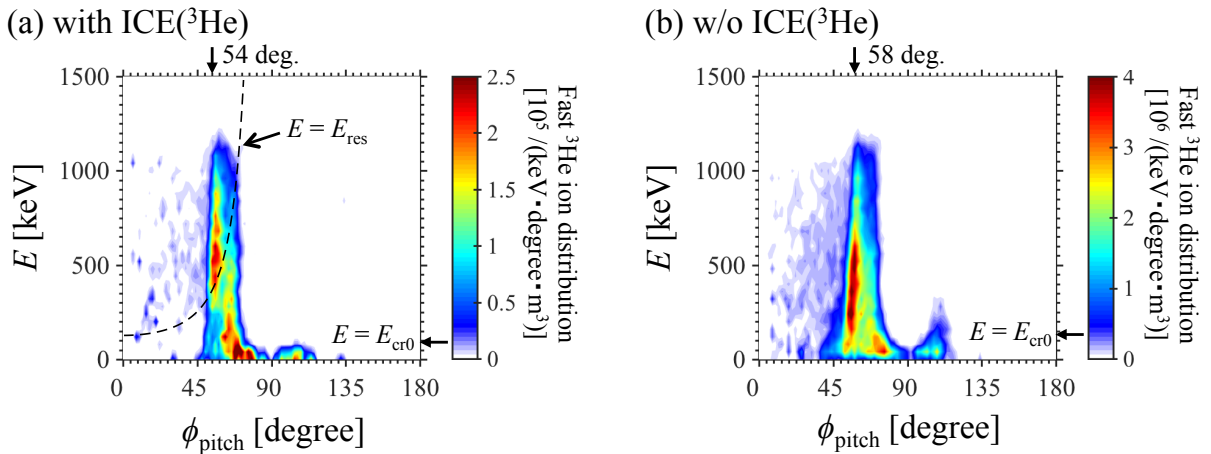 (a) with ICE(³He)
54 deg.
1500
1000
500
0
E [keV]
E = E_res
E = E_cr0
0 45 90 135 180
ϕ_pitch [degree]
2.5
2
1.5
1
0.5
0
Fast ³He ion distribution
[10⁵ /(keV・degree・m³)]
(b) w/o ICE(³He)
58 deg.
1500
1000
500
0
E [keV]
E = E_cr0
0 45 90 135 180
ϕ_pitch [degree]
4
3
2
1
0
Fast ³He ion distribution
[10⁶ /(keV・degree・m³)]